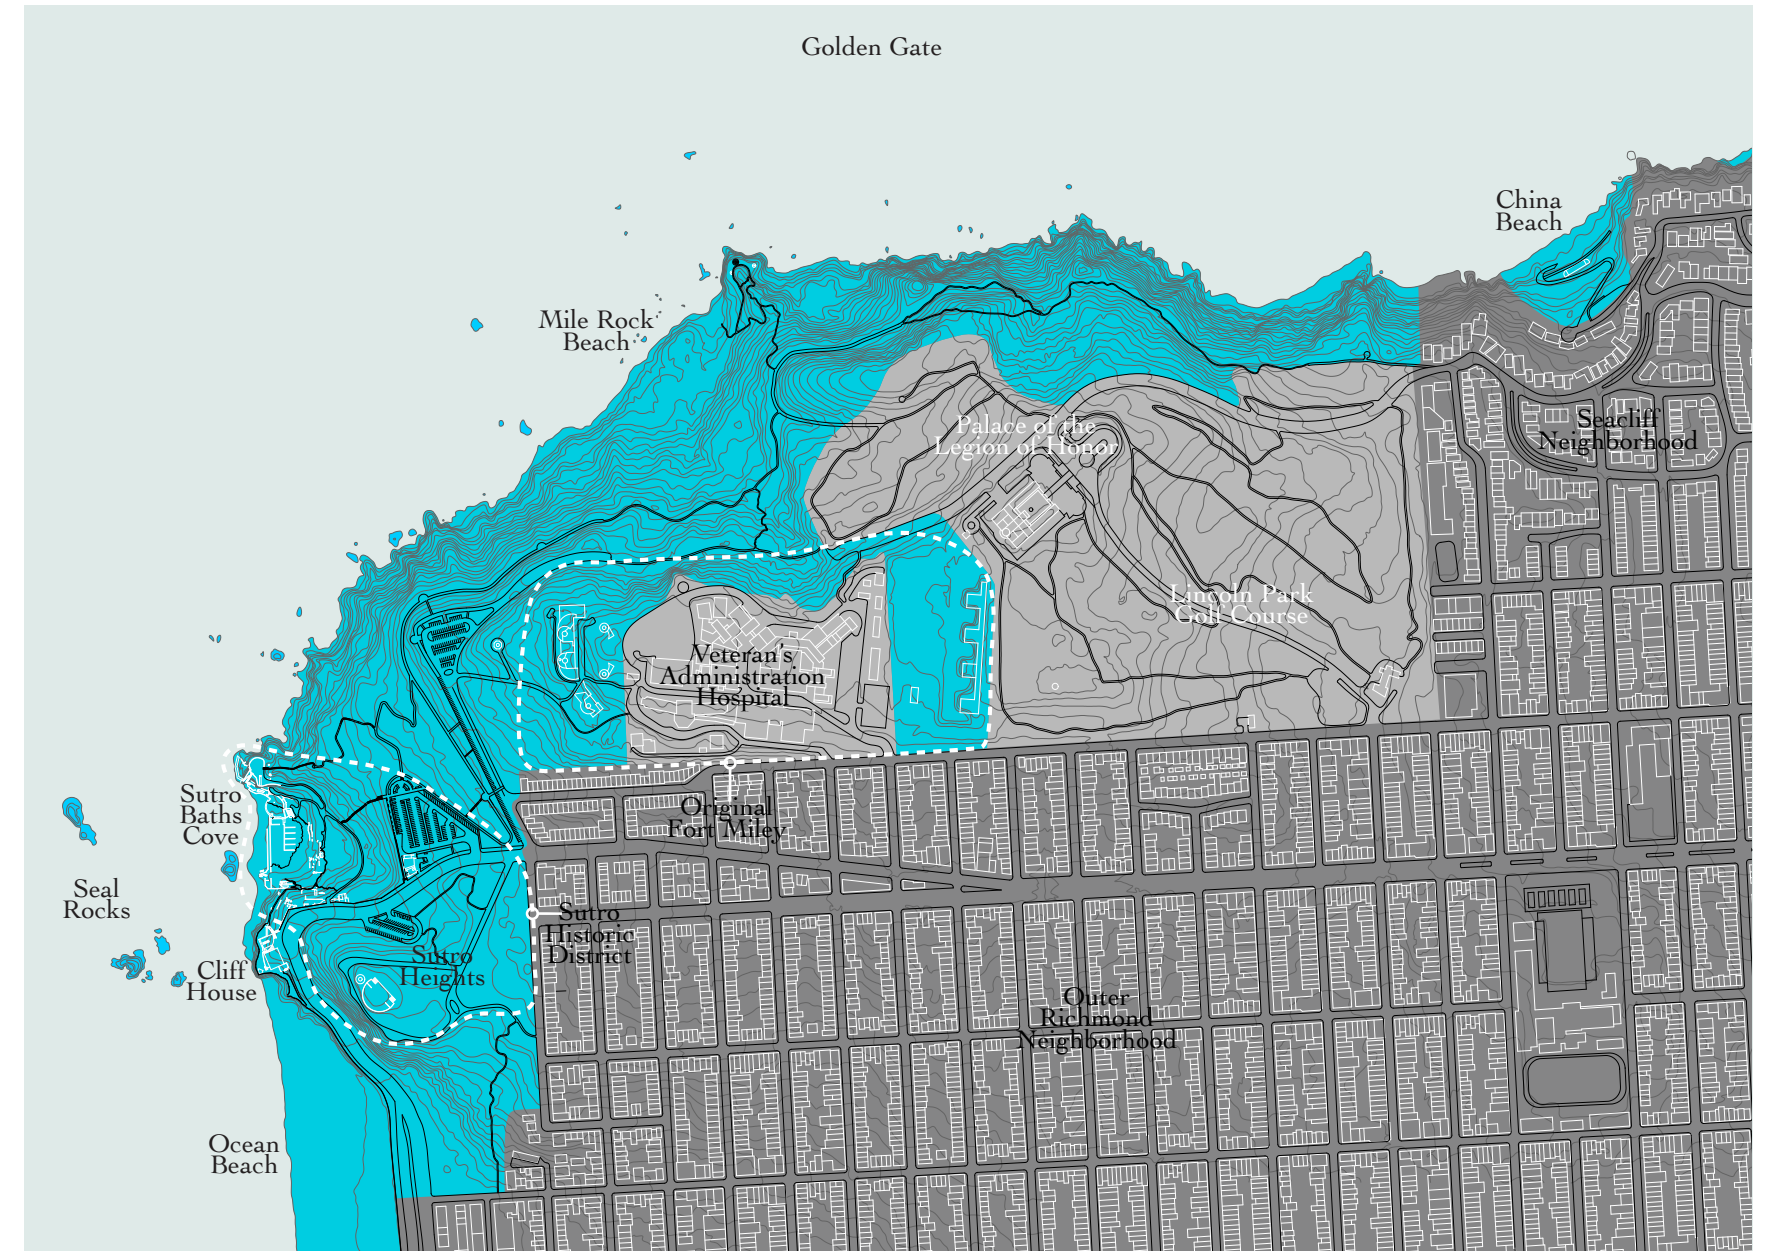 Golden Gate
China
Beach
Mile Rock
Beach
Palace of the
Legion of Honor
Seacliff
Neighborhood
Lincoln Park
Golf Course
Veteran's
Administration
Hospital
Sutro
Baths
Cove
Original
Fort Miley
Seal
Rocks
Sutro
Historic
District
Sutro
Heights
Cliff
House
Outer
Richmond
Neighborhood
Ocean
Beach